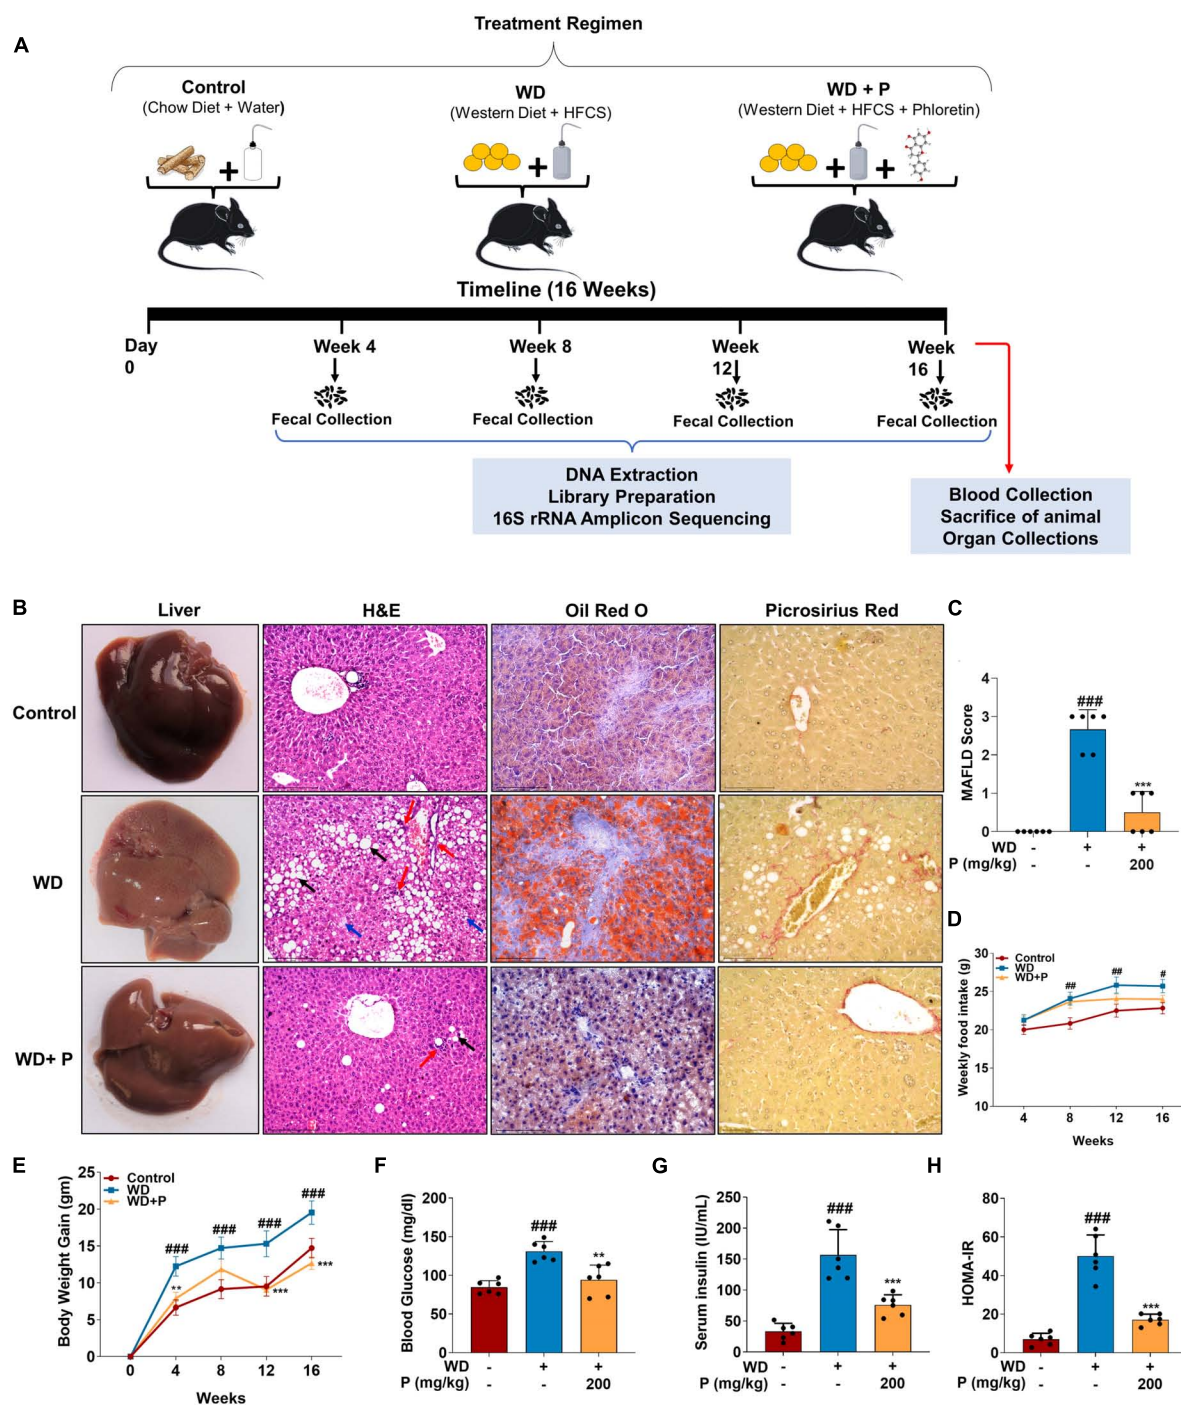 Treatment Regimen
A
Control
(Chow Diet + Water)
WD
(Western Diet + HFCS)
WD + P
(Western Diet + HFCS + Phloretin)
Timeline (16 Weeks)
Day
0
Week 4
Week 8
Week
12
Week
16
Fecal Collection
Fecal Collection
Fecal Collection
Fecal Collection
DNA Extraction
Library Preparation
16S rRNA Amplicon Sequencing
Blood Collection
Sacrifice of animal
Organ Collections
B
Liver
H&E
Oil Red O
Picrosirius Red
Control
WD
WD+ P
C
MAFLD Score
4
3
2
1
0
###
***
WD - + +
P (mg/kg) - - 200
D
Weekly food intake (g)
30
25
20
15
10
Control
WD
WD+P
##
##
#
4 8 12 16
Weeks
E
Body Weight Gain (gm)
25
20
15
10
5
0
Control
WD
WD+P
###
###
###
###
**
***
***
0 4 8 12 16
Weeks
F
Blood Glucose (mg/dl)
200
150
100
50
0
###
**
WD - + +
P (mg/kg) - - 200
G
Serum insulin (IU/mL)
250
200
150
100
50
0
###
***
WD - + +
P (mg/kg) - - 200
H
HOMA-IR
80
60
40
20
0
###
***
WD - + +
P (mg/kg) - - 200